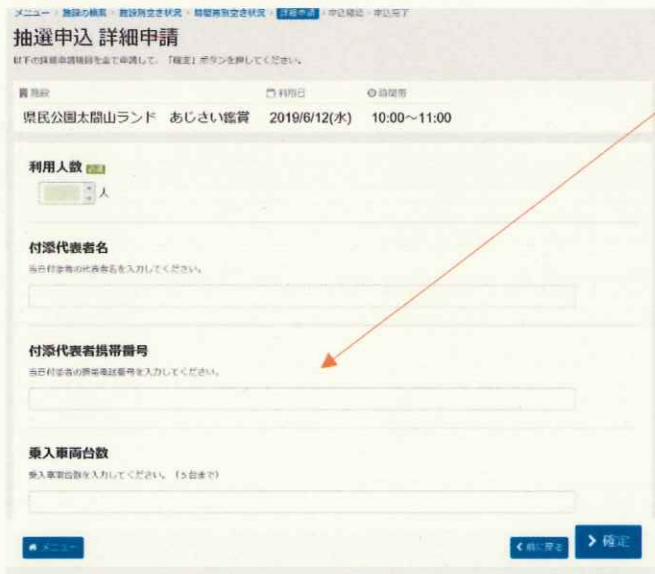 メニュー > 施設の検索 > 施設別空き状況 > 時間帯別空き状況 > 詳細申請 > 申込確認 > 申込完了
抽選申込 詳細申請
以下の詳細申請項目を全て申請して、「確定」ボタンを押してください。
施設 利用日 時間帯
県民公園太閤山ランド あじさい鑑賞 2019/6/12(水) 10:00～11:00
利用人数 必須
人
付添代表者名
当日付添者の代表者名を入力してください。
付添代表者携帯番号
当日付添者の携帯電話番号を入力してください。
乗入車両台数
乗入車両台数を入力してください。（5台まで）
メニュー < 前に戻る > 確定